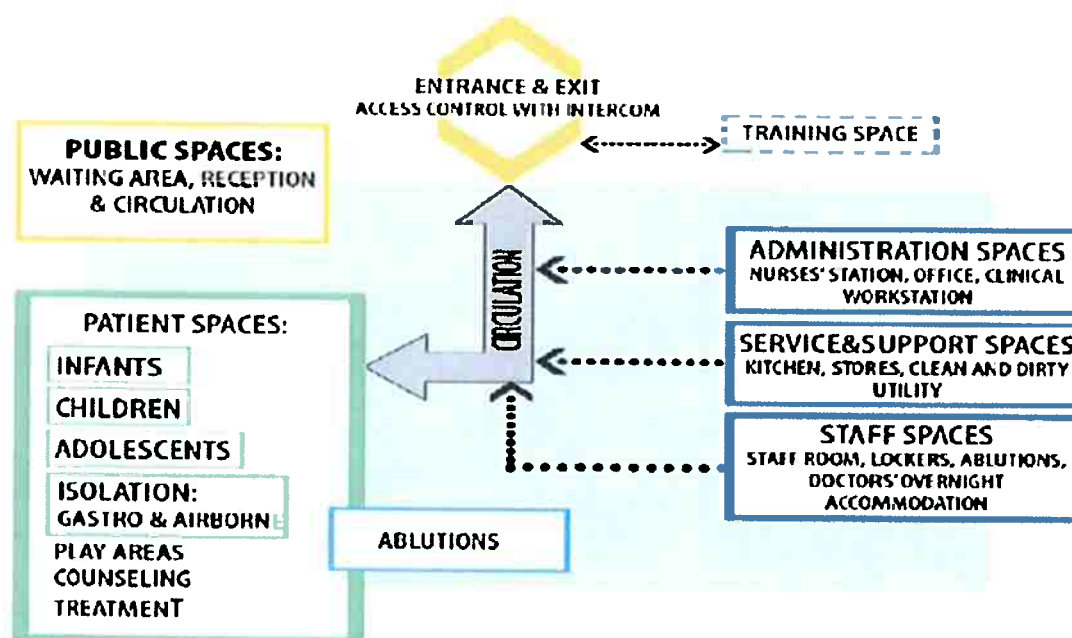 ENTRANCE & EXIT
ACCESS CONTROL WITH INTERCOM
TRAINING SPACE
PUBLIC SPACES:
WAITING AREA, RECEPTION
& CIRCULATION
CIRCULATION
ADMINISTRATION SPACES
NURSES' STATION, OFFICE, CLINICAL
WORKSTATION
SERVICE&SUPPORT SPACES
KITCHEN, STORES, CLEAN AND DIRTY
UTILITY
STAFF SPACES
STAFF ROOM, LOCKERS, ABLUTIONS,
DOCTORS' OVERNIGHT
ACCOMMODATION
PATIENT SPACES:
INFANTS
CHILDREN
ADOLESCENTS
ISOLATION:
GASTRO & AIRBORNE
PLAY AREAS
COUNSELING
TREATMENT
ABLUTIONS